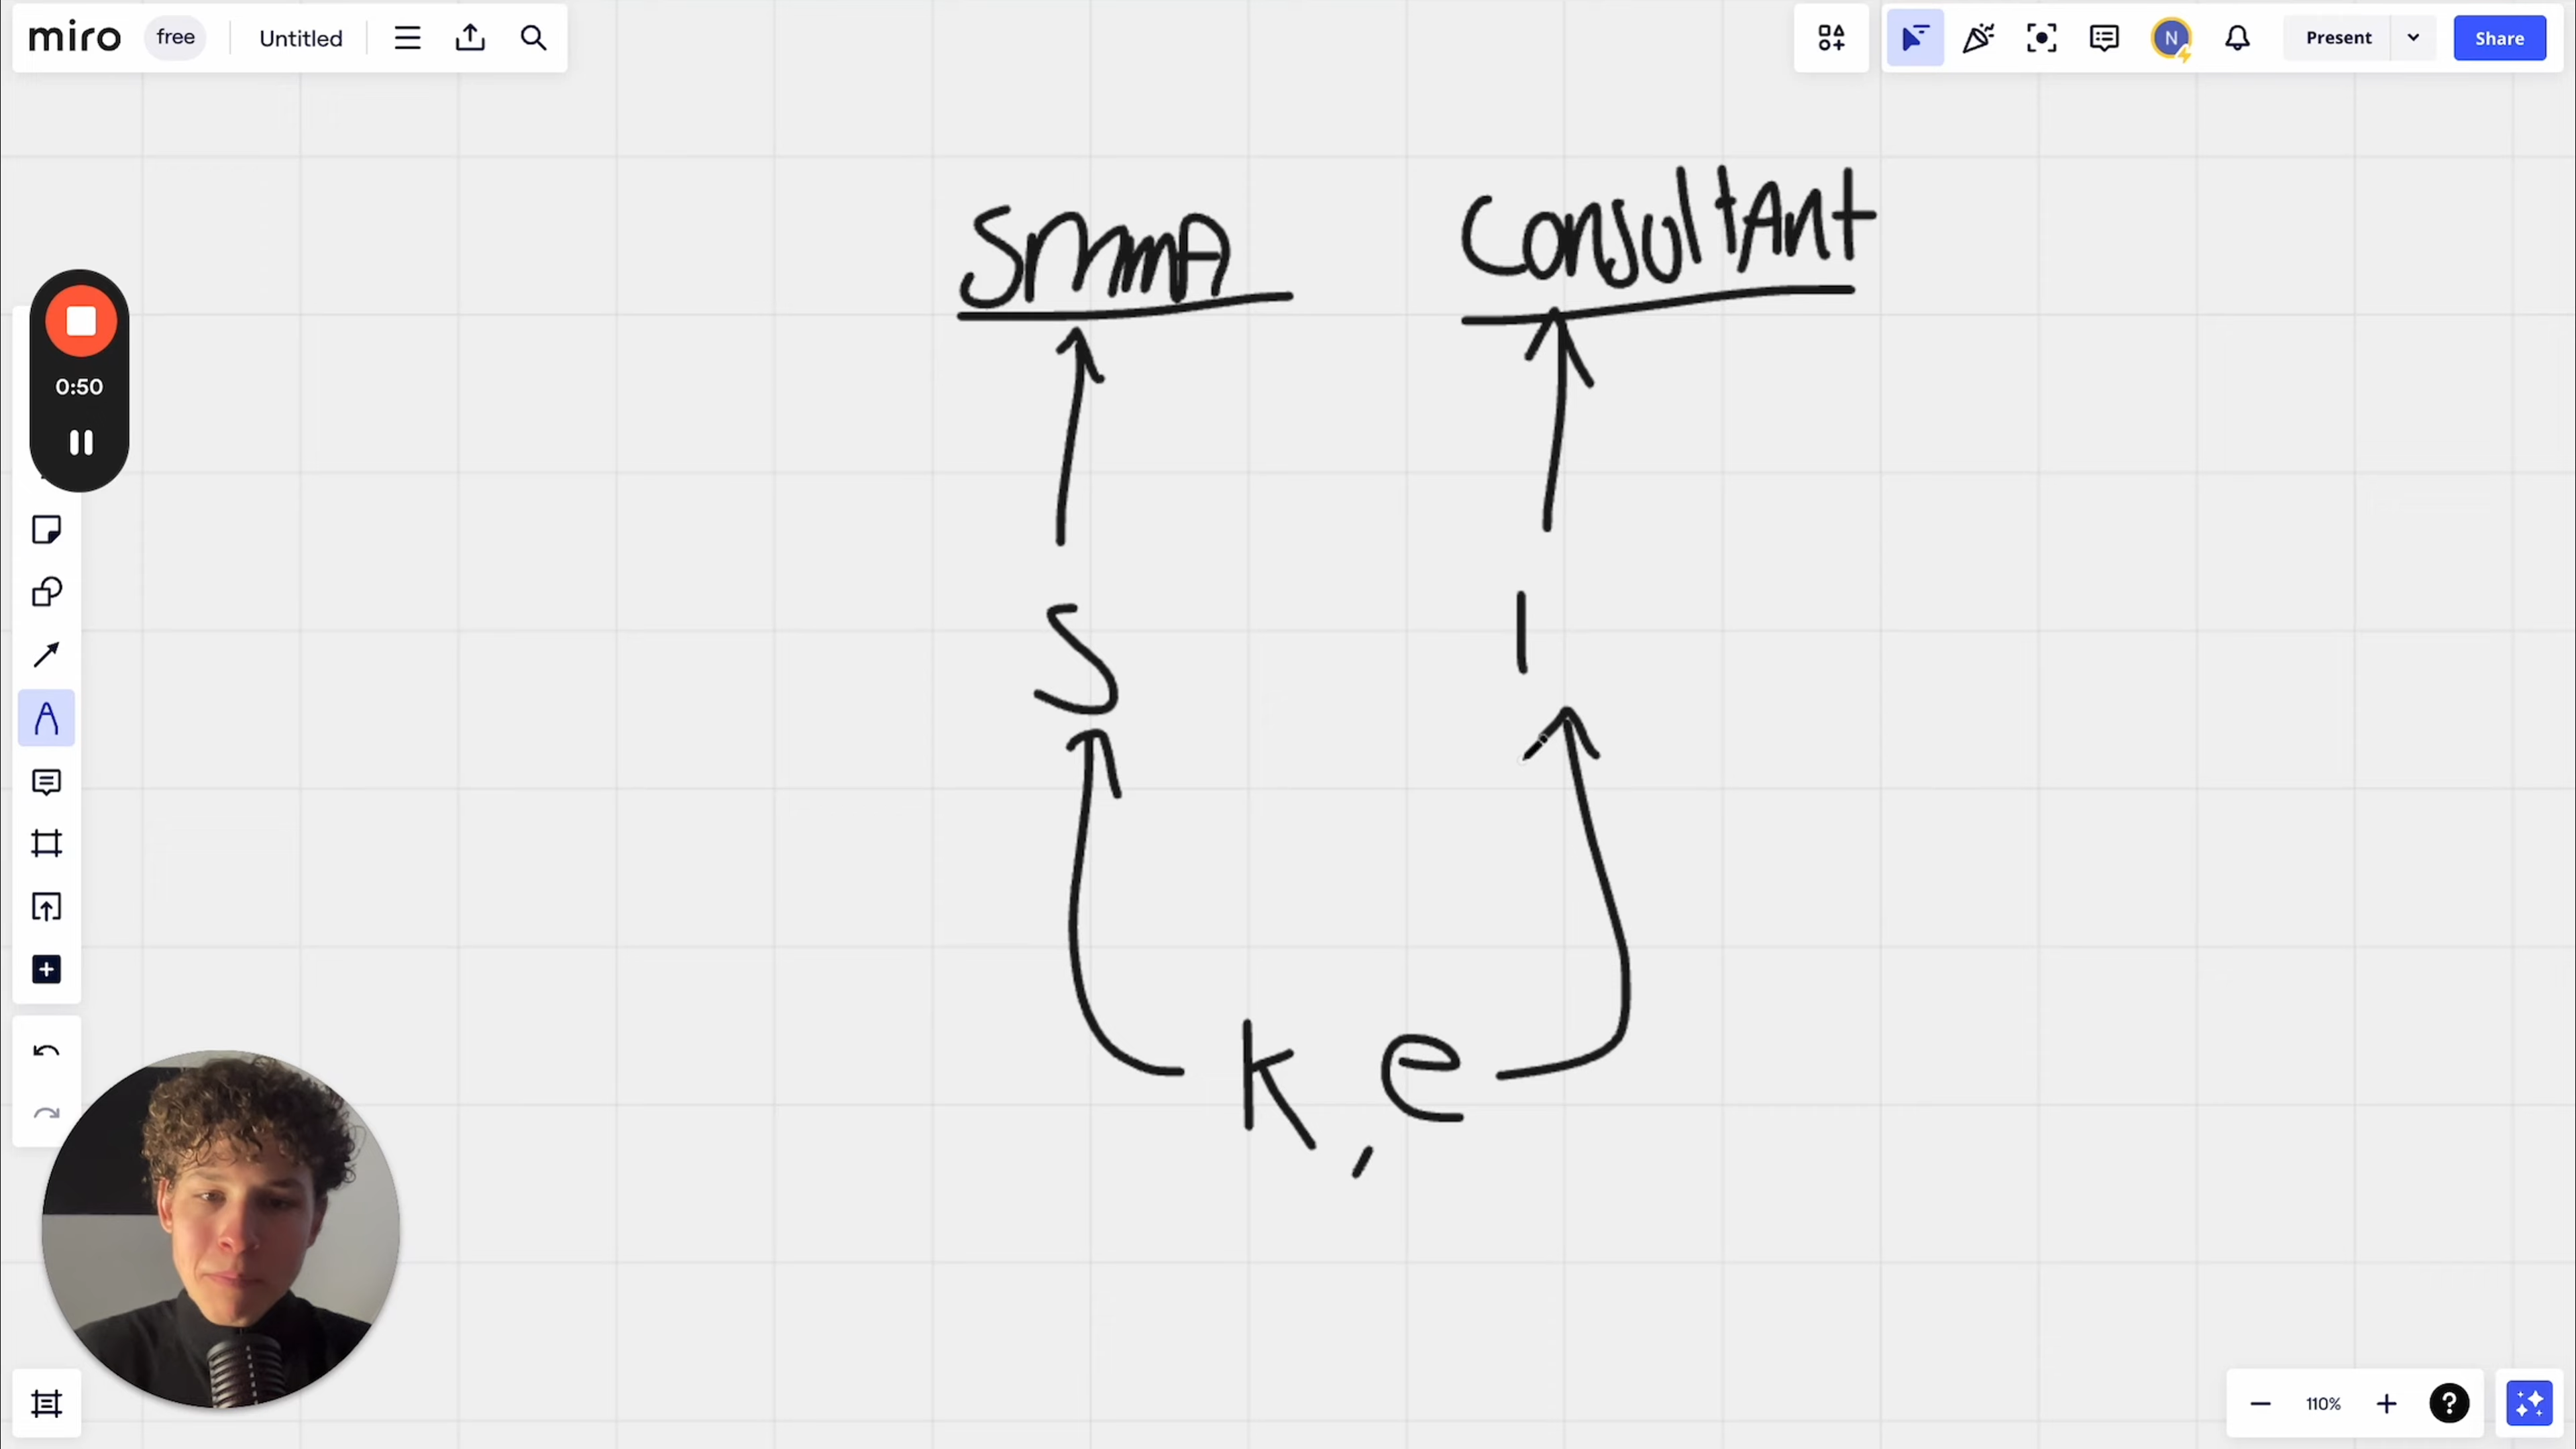 miro free Untitled Present Share
N
SmmA Consultant
0:50
S I
k, e
110% ?